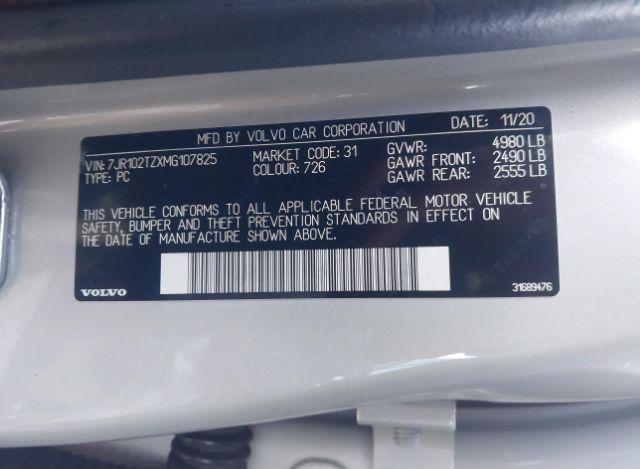 MFD BY VOLVO CAR CORPORATION DATE: 11/20
VIN: 7JR102TZXMG107825 MARKET CODE: 31 GVWR: 4980 LB
TYPE: PC COLOUR: 726 GAWR FRONT: 2490 LB
GAWR REAR: 2555 LB
THIS VEHICLE CONFORMS TO ALL APPLICABLE FEDERAL MOTOR VEHICLE
SAFETY, BUMPER AND THEFT PREVENTION STANDARDS IN EFFECT ON
THE DATE OF MANUFACTURE SHOWN ABOVE.
VOLVO 31689476